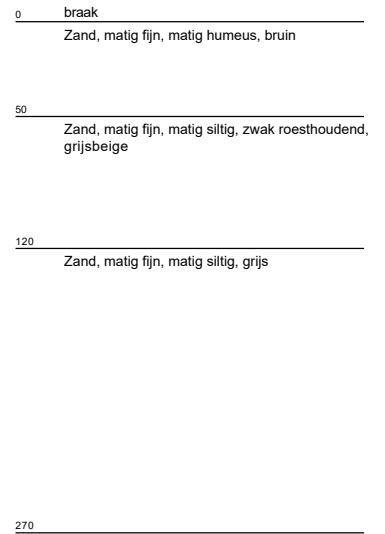 0 braak
Zand, matig fijn, matig humeus, bruin
50
Zand, matig fijn, matig siltig, zwak roesthoudend,
grijsbeige
120
Zand, matig fijn, matig siltig, grijs
270